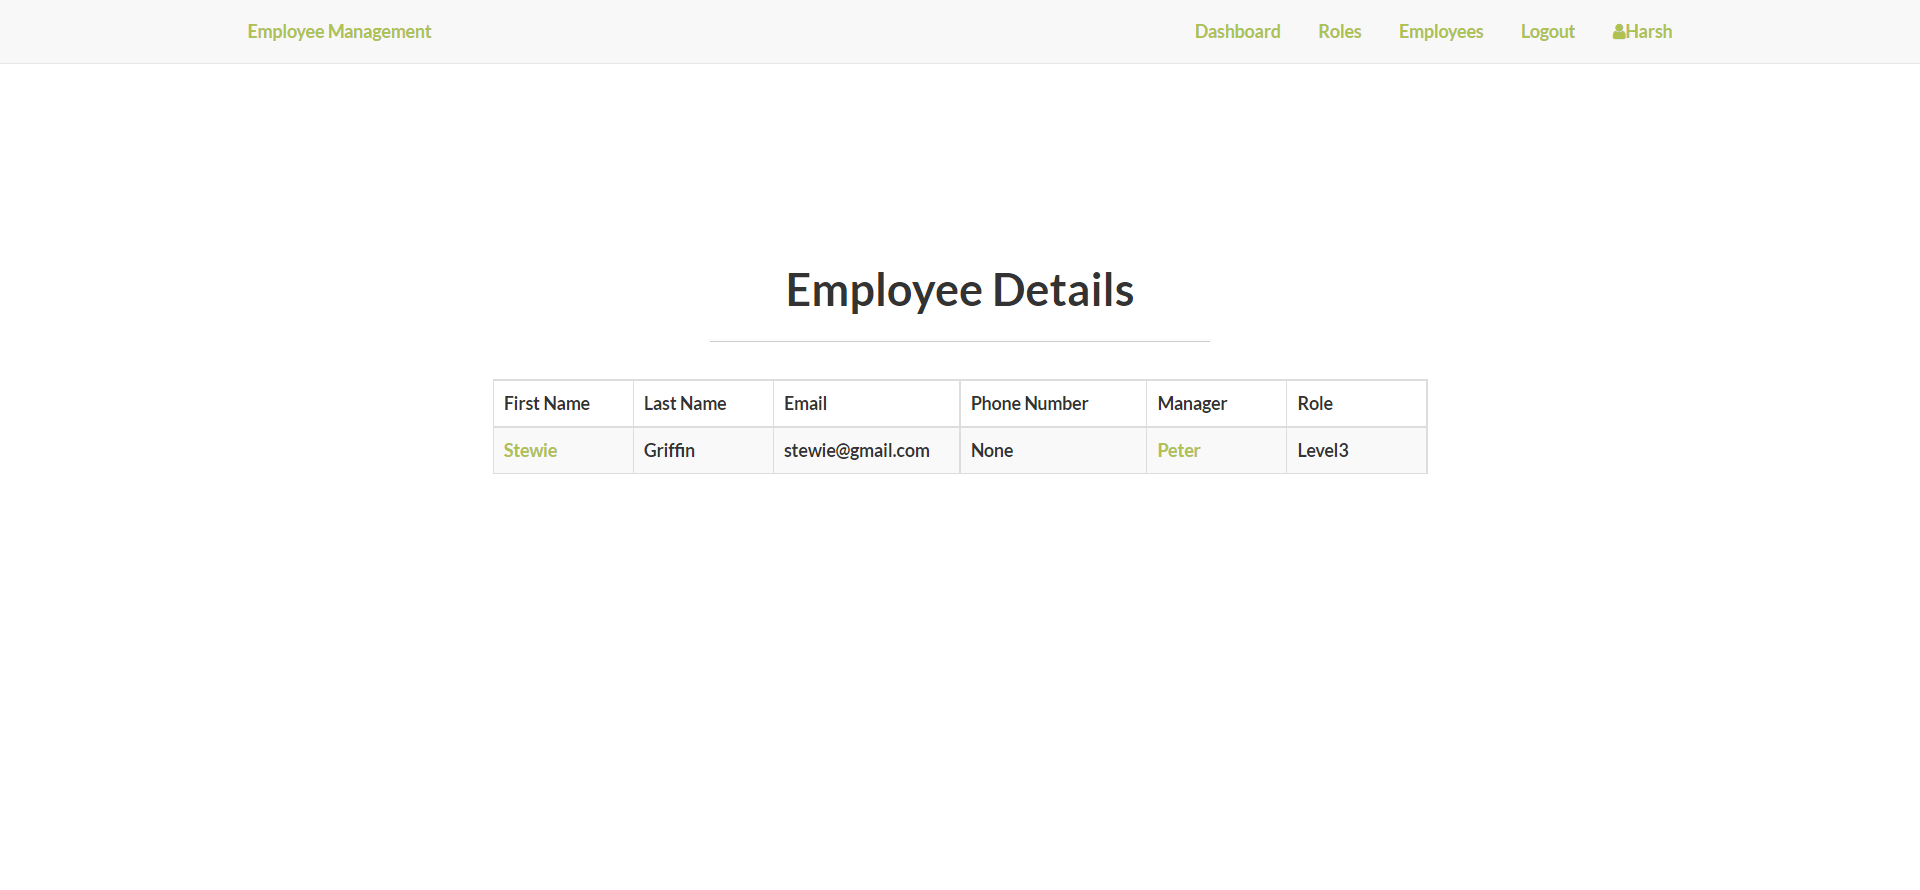 Employee Management Dashboard Roles Employees Logout Harsh
Employee Details
First Name Last Name Email Phone Number Manager Role
Stewie Griffin stewie@gmail.com None Peter Level3